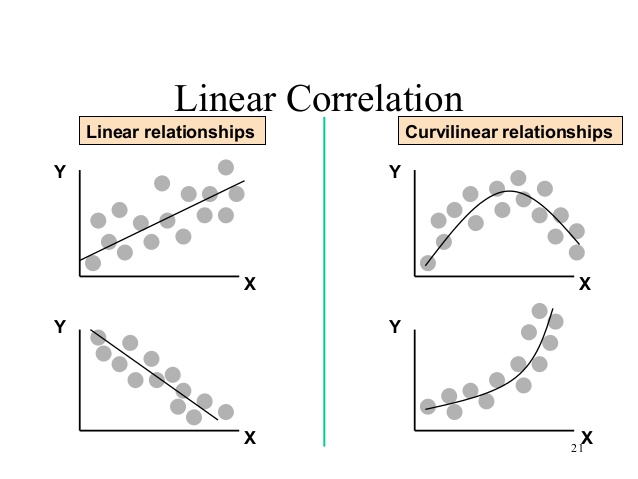 Linear Correlation
Linear relationships
Curvilinear relationships
Y
X
Y
X
Y
X
Y
X
21